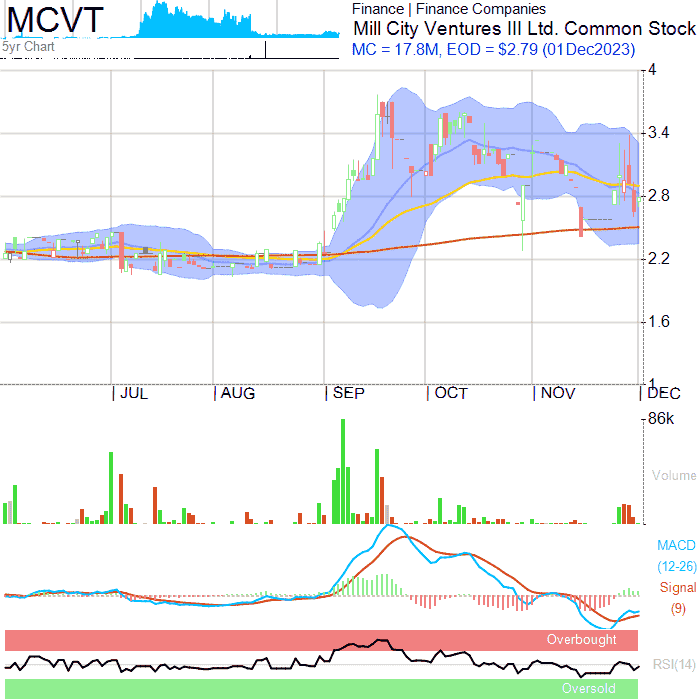 MCVT
5yr Chart
Finance | Finance Companies
Mill City Ventures III Ltd. Common Stock
MC = 17.8M, EOD = $2.79 (01Dec2023)
4
3.4
2.8
2.2
1.6
1
JUL AUG SEP OCT NOV DEC
86k
Volume
MACD
(12-26)
Signal
(9)
Overbought
RSI(14)
Oversold